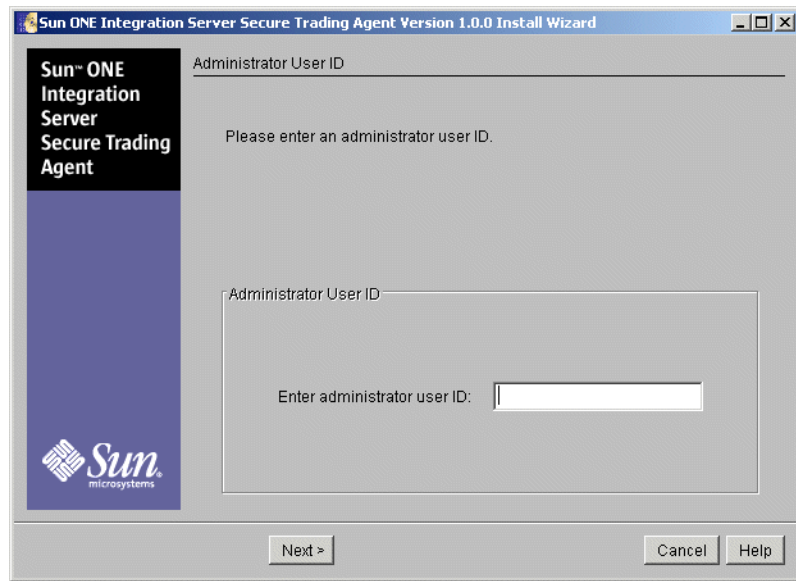 Sun ONE Integration Server Secure Trading Agent Version 1.0.0 Install Wizard
Sun™ ONE
Integration
Server
Secure Trading
Agent
Administrator User ID
Please enter an administrator user ID.
Administrator User ID
Enter administrator user ID:
Sun
microsystems
Next >
Cancel
Help